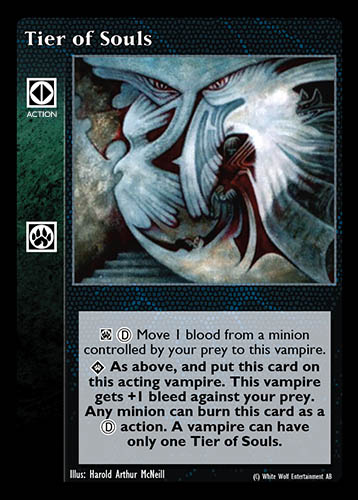 Tier of Souls
ACTION
D Move 1 blood from a minion
controlled by your prey to this vampire.
As above, and put this card on
this acting vampire. This vampire
gets +1 bleed against your prey.
Any minion can burn this card as a
D action. A vampire can have
only one Tier of Souls.
Illus: Harold Arthur McNeill
(C) White Wolf Entertainment AB